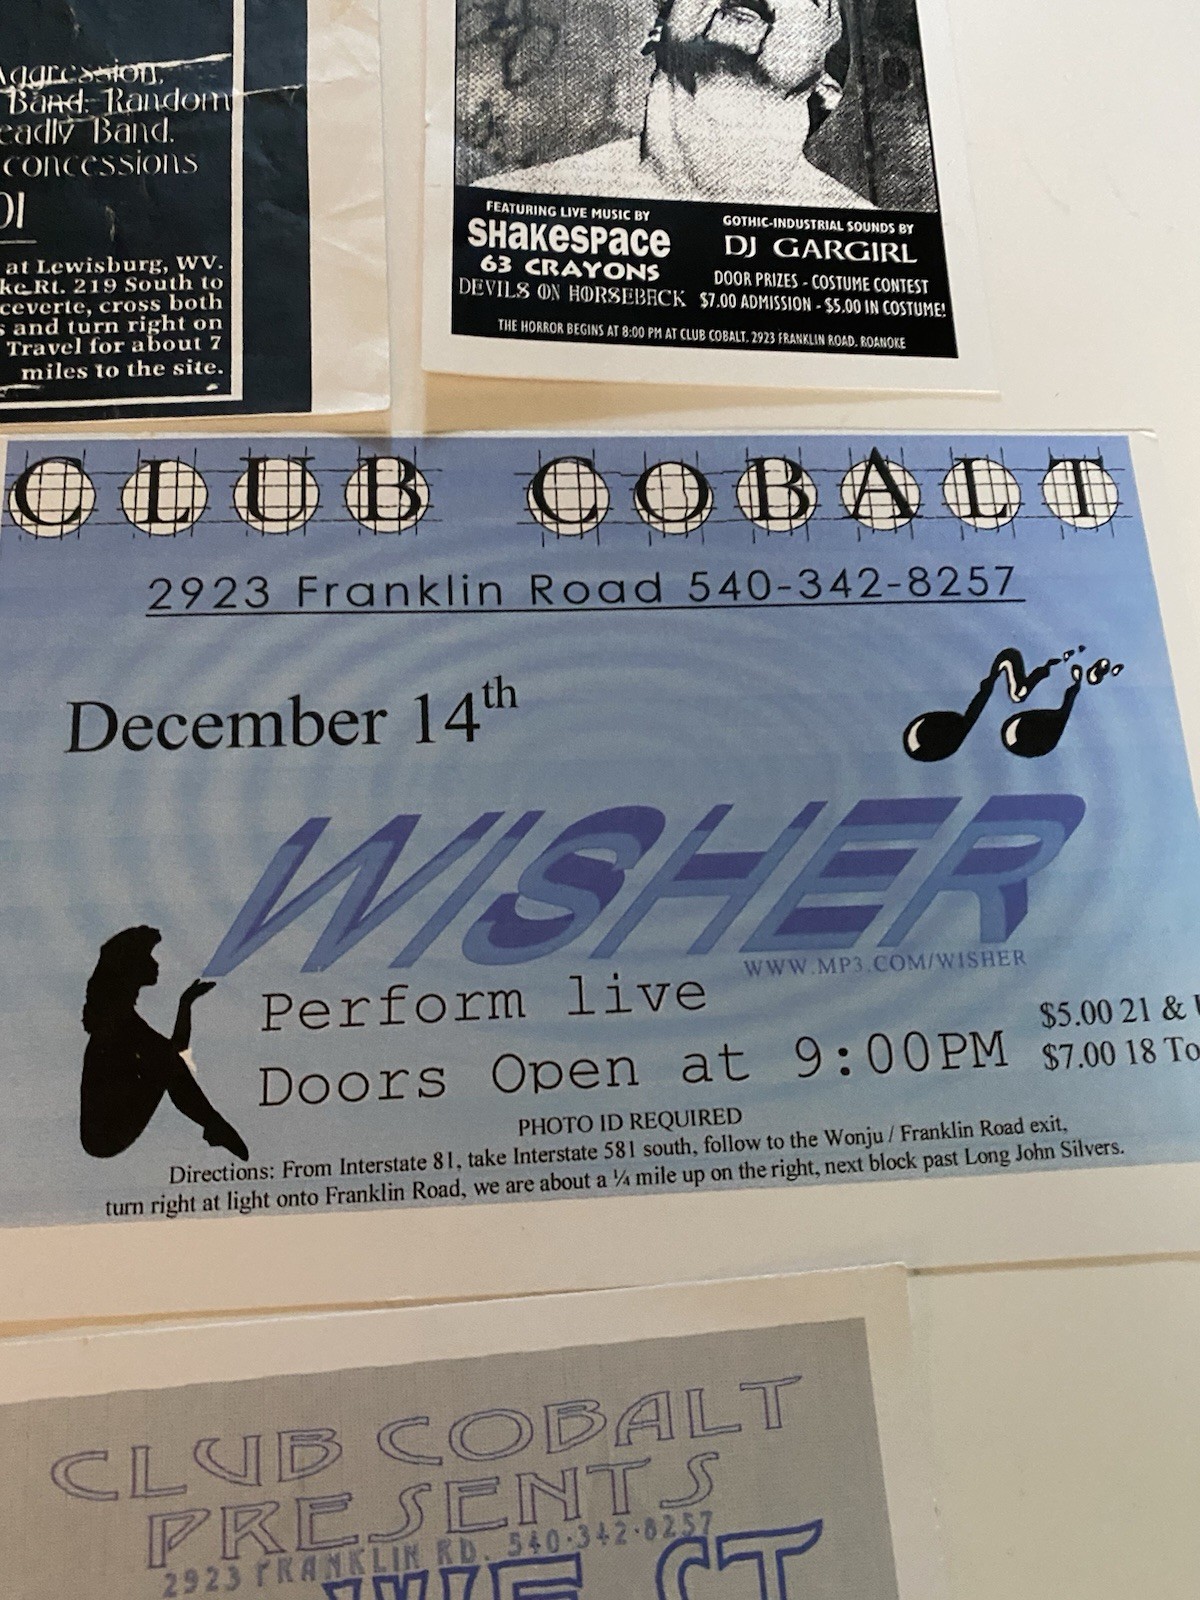 Aggression,
Band: Random
Deadly Band.
concessions
at Lewisburg, WV.
Rt. 219 South to
cross both
and turn right on
Travel for about 7
miles to the site.
FEATURING LIVE MUSIC BY
SHaKeSPaCe
63 CRAYONS
DEVILS ON HORSEBACK
GOTHIC-INDUSTRIAL SOUNDS BY
DJ GARGIRL
DOOR PRIZES - COSTUME CONTEST
$7.00 ADMISSION - $5.00 IN COSTUME!
THE HORROR BEGINS AT 8:00 PM AT CLUB COBALT, 2923 FRANKLIN ROAD, ROANOKE
CLUB COBALT
2923 Franklin Road 540-342-8257
December 14th
WISHER
WWW.MP3.COM/WISHER
Perform live
Doors Open at 9:00PM
$5.00 21 &
$7.00 18 To
PHOTO ID REQUIRED
Directions: From Interstate 81, take Interstate 581 south, follow to the Wonju / Franklin Road exit,
turn right at light onto Franklin Road, we are about a ¼ mile up on the right, next block past Long John Silvers.
CLUB COBALT
PRESENTS
2923 FRANKLIN RD. 540-342-8257